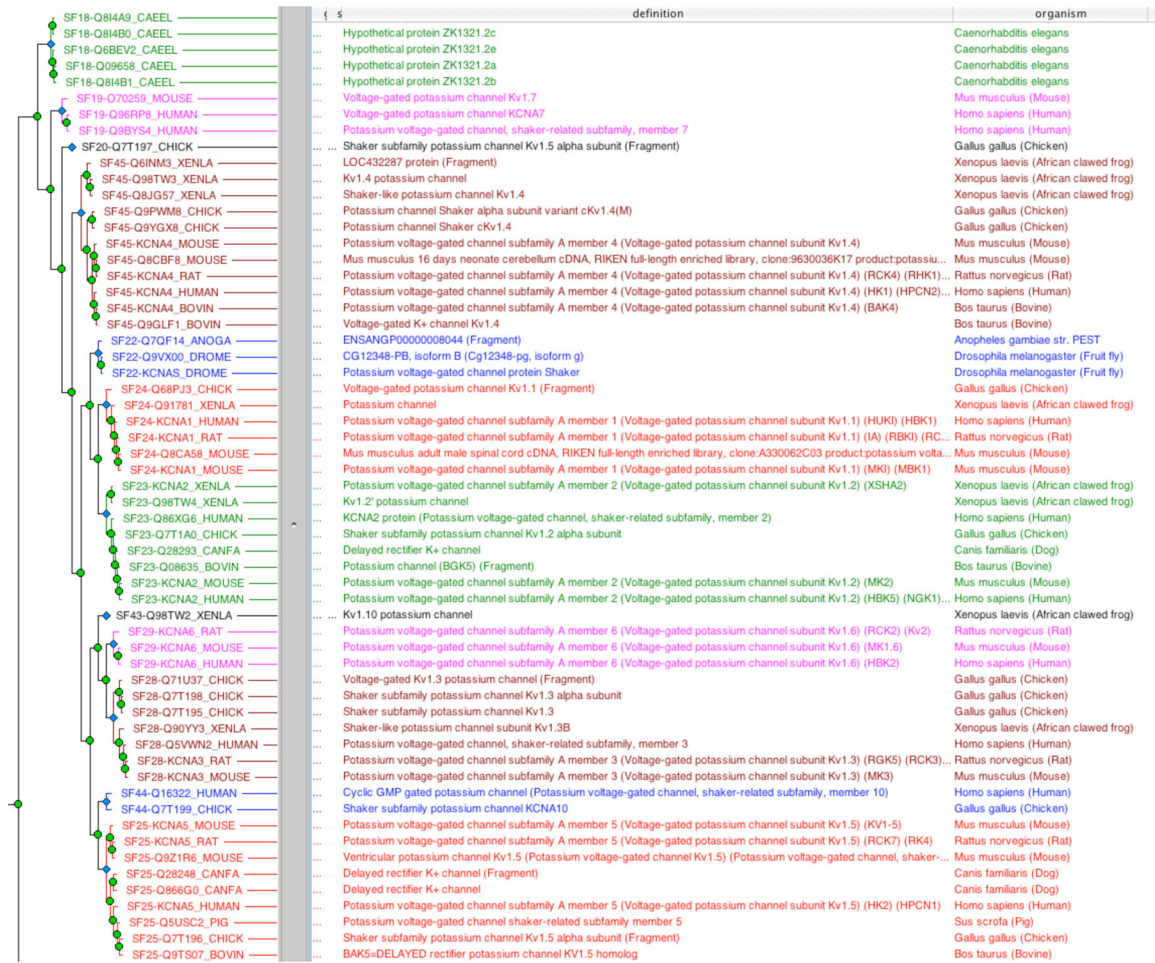 s definition organism
SF18-Q8I4A9_CAEEL
SF18-Q8I4B0_CAEEL ... Hypothetical protein ZK1321.2c Caenorhabditis elegans
SF18-Q6BEV2_CAEEL ... Hypothetical protein ZK1321.2e Caenorhabditis elegans
SF18-Q09658_CAEEL ... Hypothetical protein ZK1321.2a Caenorhabditis elegans
SF18-Q8I4B1_CAEEL ... Hypothetical protein ZK1321.2b Caenorhabditis elegans
SF19-O70259_MOUSE ... Voltage-gated potassium channel Kv1.7 Mus musculus (Mouse)
SF19-Q96RP8_HUMAN ... Voltage-gated potassium channel KCNA7 Homo sapiens (Human)
SF19-Q9BYS4_HUMAN ... Potassium voltage-gated channel, shaker-related subfamily, member 7 Homo sapiens (Human)
SF20-Q7T197_CHICK ... ... Shaker subfamily potassium channel Kv1.5 alpha subunit (Fragment) Gallus gallus (Chicken)
SF45-Q6INM3_XENLA ... LOC432287 protein (Fragment) Xenopus laevis (African clawed frog)
SF45-Q98TW3_XENLA ... Kv1.4 potassium channel Xenopus laevis (African clawed frog)
SF45-Q8JG57_XENLA ... Shaker-like potassium channel Kv1.4 Xenopus laevis (African clawed frog)
SF45-Q9PWM8_CHICK ... Potassium channel Shaker alpha subunit variant cKv1.4(M) Gallus gallus (Chicken)
SF45-Q9YGX8_CHICK ... Potassium channel Shaker cKv1.4 Gallus gallus (Chicken)
SF45-KCNA4_MOUSE ... Potassium voltage-gated channel subfamily A member 4 (Voltage-gated potassium channel subunit Kv1.4) Mus musculus (Mouse)
SF45-Q8CBF8_MOUSE ... Mus musculus 16 days neonate cerebellum cDNA, RIKEN full-length enriched library, clone:9630036K17 product:potassiu... Mus musculus (Mouse)
SF45-KCNA4_RAT ... Potassium voltage-gated channel subfamily A member 4 (Voltage-gated potassium channel subunit Kv1.4) (RCK4) (RHK1)... Rattus norvegicus (Rat)
SF45-KCNA4_HUMAN ... Potassium voltage-gated channel subfamily A member 4 (Voltage-gated potassium channel subunit Kv1.4) (HK1) (HPCN2)... Homo sapiens (Human)
SF45-KCNA4_BOVIN ... Potassium voltage-gated channel subfamily A member 4 (Voltage-gated potassium channel subunit Kv1.4) (BAK4) Bos taurus (Bovine)
SF45-Q9GLF1_BOVIN ... Voltage-gated K+ channel Kv1.4 Bos taurus (Bovine)
SF22-Q7QF14_ANOGA ... ENSANGP00000008044 (Fragment) Anopheles gambiae str. PEST
SF22-Q9VX00_DROME ... CG12348-PB, isoform B (Cg12348-pg, isoform g) Drosophila melanogaster (Fruit fly)
SF22-KCNAS_DROME ... Potassium voltage-gated channel protein Shaker Drosophila melanogaster (Fruit fly)
SF24-Q68PJ3_CHICK ... Voltage-gated potassium channel Kv1.1 (Fragment) Gallus gallus (Chicken)
SF24-Q91781_XENLA ... Potassium channel Xenopus laevis (African clawed frog)
SF24-KCNA1_HUMAN ... Potassium voltage-gated channel subfamily A member 1 (Voltage-gated potassium channel subunit Kv1.1) (HUKI) (HBK1) Homo sapiens (Human)
SF24-KCNA1_RAT ... Potassium voltage-gated channel subfamily A member 1 (Voltage-gated potassium channel subunit Kv1.1) (IA) (RBKI) (RC... Rattus norvegicus (Rat)
SF24-Q8CA58_MOUSE ... Mus musculus adult male spinal cord cDNA, RIKEN full-length enriched library, clone:A330062C03 product:potassium volta... Mus musculus (Mouse)
SF24-KCNA1_MOUSE ... Potassium voltage-gated channel subfamily A member 1 (Voltage-gated potassium channel subunit Kv1.1) (MKI) (MBK1) Mus musculus (Mouse)
SF23-KCNA2_XENLA ... Potassium voltage-gated channel subfamily A member 2 (Voltage-gated potassium channel subunit Kv1.2) (XSHA2) Xenopus laevis (African clawed frog)
SF23-Q98TW4_XENLA ... Kv1.2' potassium channel Xenopus laevis (African clawed frog)
SF23-Q86XG6_HUMAN ... KCNA2 protein (Potassium voltage-gated channel, shaker-related subfamily, member 2) Homo sapiens (Human)
SF23-Q7T1A0_CHICK ... Shaker subfamily potassium channel Kv1.2 alpha subunit Gallus gallus (Chicken)
SF23-Q28293_CANFA ... Delayed rectifier K+ channel Canis familiaris (Dog)
SF23-Q08635_BOVIN ... Potassium channel (BGK5) (Fragment) Bos taurus (Bovine)
SF23-KCNA2_MOUSE ... Potassium voltage-gated channel subfamily A member 2 (Voltage-gated potassium channel subunit Kv1.2) (MK2) Mus musculus (Mouse)
SF23-KCNA2_HUMAN ... Potassium voltage-gated channel subfamily A member 2 (Voltage-gated potassium channel subunit Kv1.2) (HBK5) (NGK1)... Homo sapiens (Human)
SF43-Q98TW2_XENLA ... ... Kv1.10 potassium channel Xenopus laevis (African clawed frog)
SF29-KCNA6_RAT ... Potassium voltage-gated channel subfamily A member 6 (Voltage-gated potassium channel subunit Kv1.6) (RCK2) (Kv2) Rattus norvegicus (Rat)
SF29-KCNA6_MOUSE ... Potassium voltage-gated channel subfamily A member 6 (Voltage-gated potassium channel subunit Kv1.6) (MK1.6) Mus musculus (Mouse)
SF29-KCNA6_HUMAN ... Potassium voltage-gated channel subfamily A member 6 (Voltage-gated potassium channel subunit Kv1.6) (HBK2) Homo sapiens (Human)
SF28-Q71U37_CHICK ... Voltage-gated Kv1.3 potassium channel (Fragment) Gallus gallus (Chicken)
SF28-Q7T198_CHICK ... Shaker subfamily potassium channel Kv1.3 alpha subunit Gallus gallus (Chicken)
SF28-Q7T195_CHICK ... Shaker subfamily potassium channel Kv1.3 Gallus gallus (Chicken)
SF28-Q90YY3_XENLA ... Shaker-like potassium channel subunit Kv1.3B Xenopus laevis (African clawed frog)
SF28-Q5VWN2_HUMAN ... Potassium voltage-gated channel, shaker-related subfamily, member 3 Homo sapiens (Human)
SF28-KCNA3_RAT ... Potassium voltage-gated channel subfamily A member 3 (Voltage-gated potassium channel subunit Kv1.3) (RGK5) (RCK3)... Rattus norvegicus (Rat)
SF28-KCNA3_MOUSE ... Potassium voltage-gated channel subfamily A member 3 (Voltage-gated potassium channel subunit Kv1.3) (MK3) Mus musculus (Mouse)
SF44-Q16322_HUMAN ... Cyclic GMP gated potassium channel (Potassium voltage-gated channel, shaker-related subfamily, member 10) Homo sapiens (Human)
SF44-Q7T199_CHICK ... Shaker subfamily potassium channel KCNA10 Gallus gallus (Chicken)
SF25-KCNA5_MOUSE ... Potassium voltage-gated channel subfamily A member 5 (Voltage-gated potassium channel subunit Kv1.5) (KV1-5) Mus musculus (Mouse)
SF25-KCNA5_RAT ... Potassium voltage-gated channel subfamily A member 5 (Voltage-gated potassium channel subunit Kv1.5) (RCK7) (RK4) Rattus norvegicus (Rat)
SF25-Q9Z1R6_MOUSE ... Ventricular potassium channel Kv1.5 (Potassium voltage-gated channel Kv1.5) (Potassium voltage-gated channel, shaker-... Mus musculus (Mouse)
SF25-Q28248_CANFA ... Delayed rectifier K+ channel (Fragment) Canis familiaris (Dog)
SF25-Q866G0_CANFA ... Delayed rectifier K+ channel Canis familiaris (Dog)
SF25-KCNA5_HUMAN ... Potassium voltage-gated channel subfamily A member 5 (Voltage-gated potassium channel subunit Kv1.5) (HK2) (HPCN1) Homo sapiens (Human)
SF25-Q5USC2_PIG ... Potassium voltage-gated channel shaker-related subfamily member 5 Sus scrofa (Pig)
SF25-Q7T196_CHICK ... Shaker subfamily potassium channel Kv1.5 alpha subunit (Fragment) Gallus gallus (Chicken)
SF25-Q9TS07_BOVIN ... BAK5=DELAYED rectifier potassium channel KV1.5 homolog Bos taurus (Bovine)